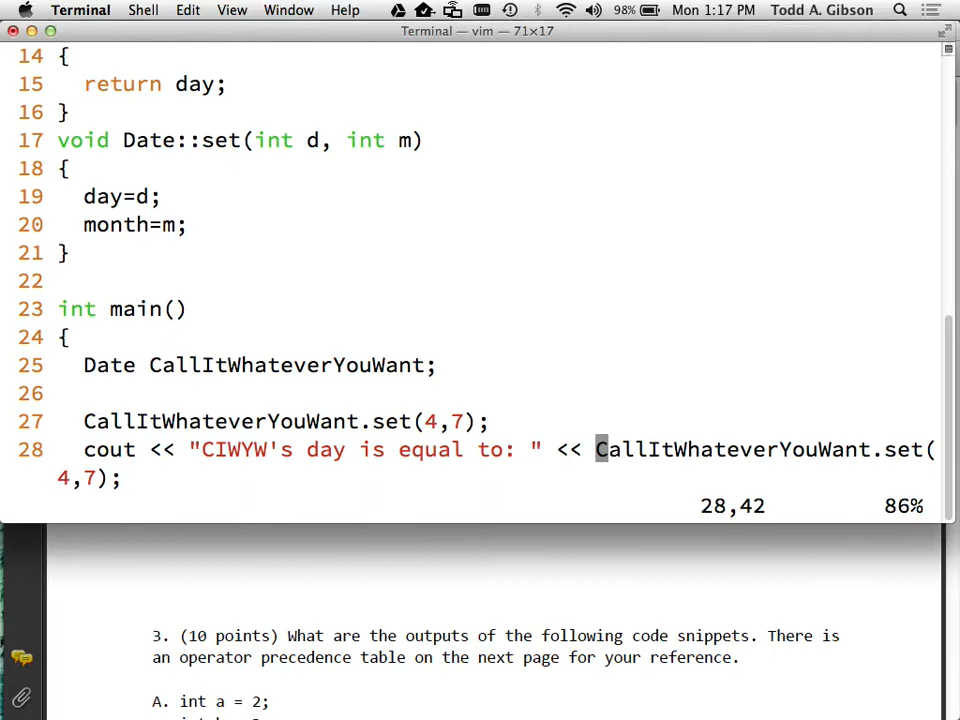 Terminal Shell Edit View Window Help 98% Mon 1:17 PM Todd A. Gibson
Terminal — vim — 71×17
14 {
15   return day;
16 }
17 void Date::set(int d, int m)
18 {
19   day=d;
20   month=m;
21 }
22
23 int main()
24 {
25   Date CallItWhateverYouWant;
26
27   CallItWhateverYouWant.set(4,7);
28   cout << "CIWYW's day is equal to: " << CallItWhateverYouWant.set(
4,7);
28,42 86%
3. (10 points) What are the outputs of the following code snippets. There is
an operator precedence table on the next page for your reference.
A. int a = 2;